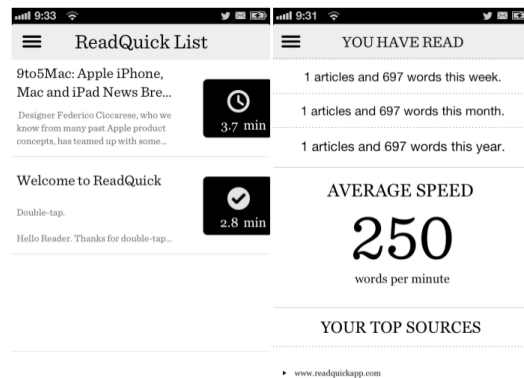 9:33
ReadQuick List
9to5Mac: Apple iPhone,
Mac and iPad News Bre...
Designer Federico Ciccarese, who we
know from many past Apple product
concepts, has teamed up with some...
3.7 min
Welcome to ReadQuick
Double-tap.
Hello Reader. Thanks for double-tap...
2.8 min
9:31
YOU HAVE READ
1 articles and 697 words this week.
1 articles and 697 words this month.
1 articles and 697 words this year.
AVERAGE SPEED
250
words per minute
YOUR TOP SOURCES
www.readquickapp.com